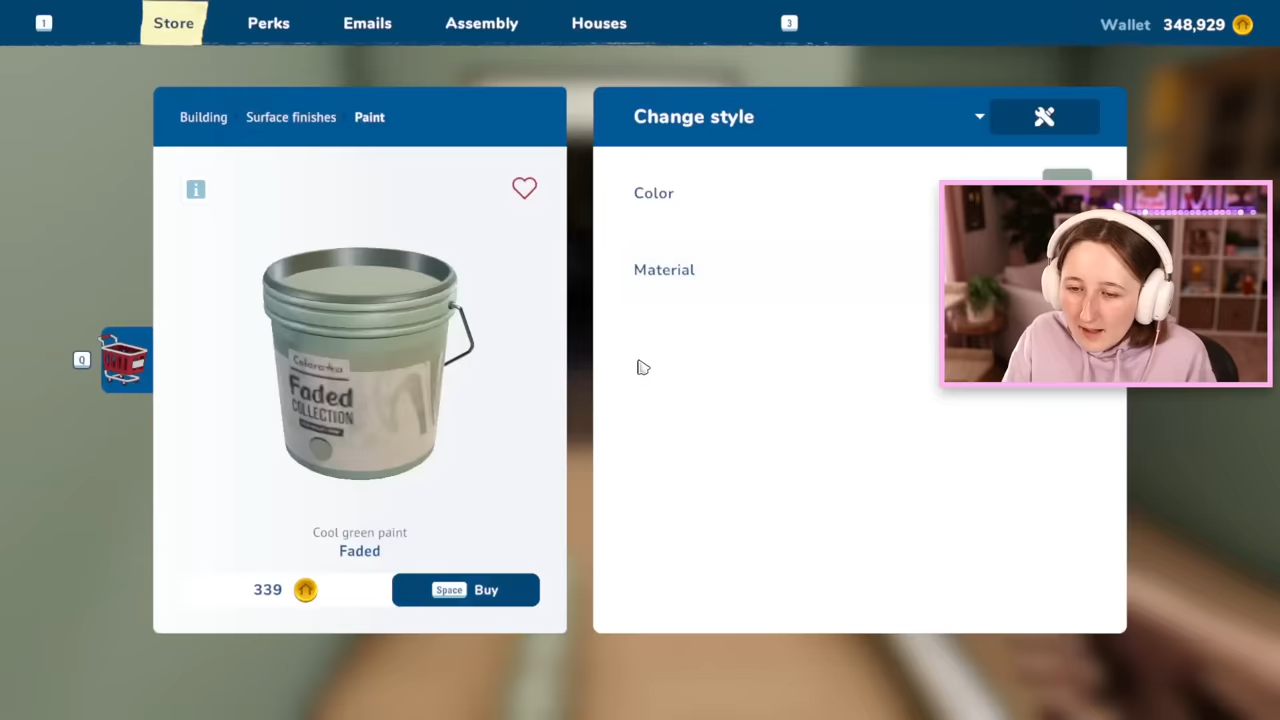 1
Store
Perks
Emails
Assembly
Houses
3
Wallet 348,929
Building Surface finishes Paint
Change style
i
Color
Material
Q
Faded
COLLECTION
Cool green paint
Faded
339
Space Buy